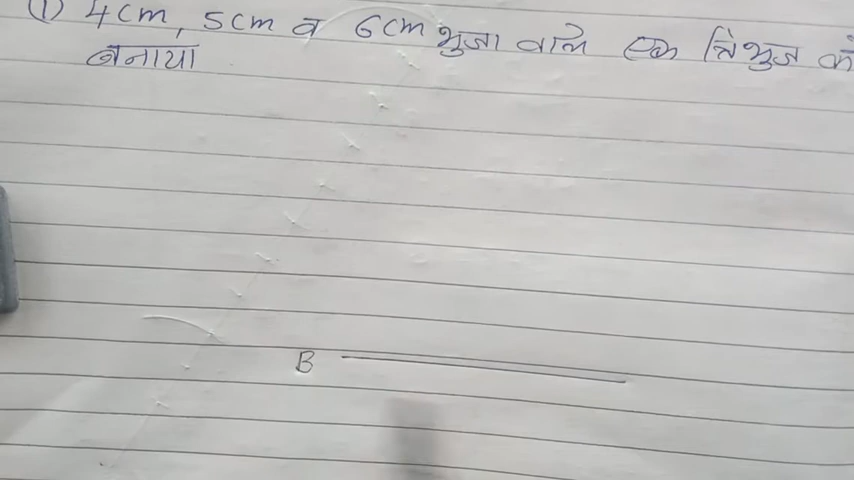 (1) 4cm, 5cm व 6cm भुजा वाले एक त्रिभुज की
बनाया
B